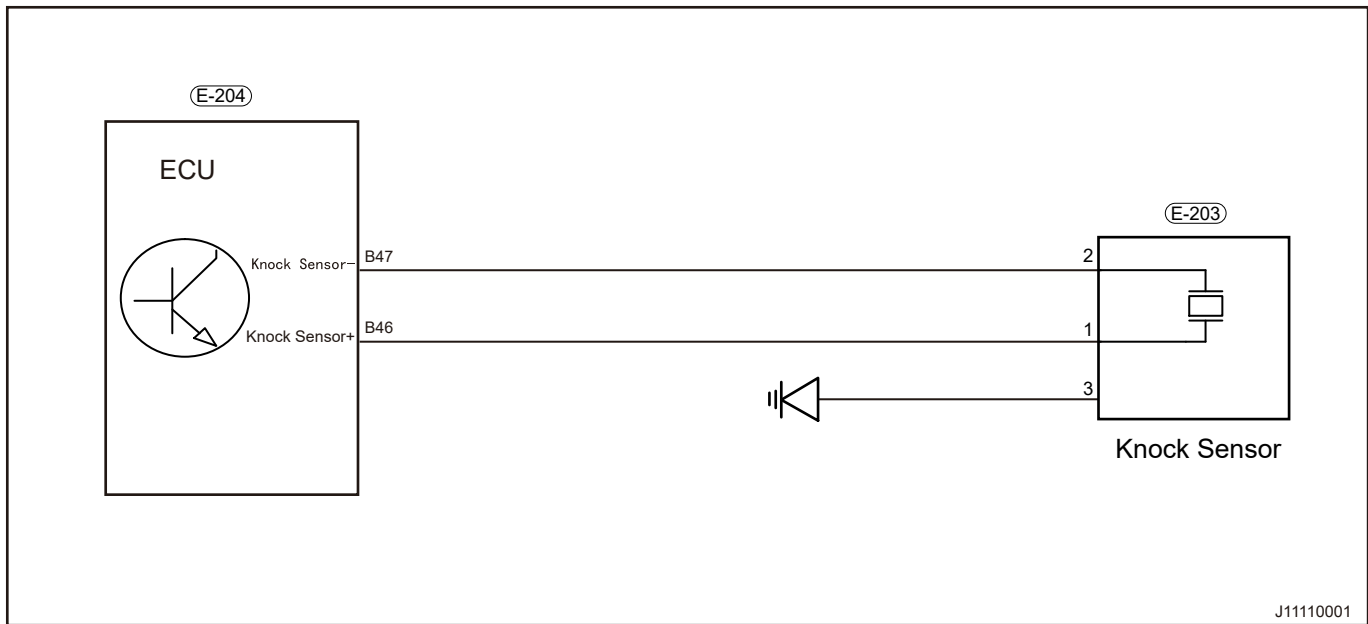 E-204
ECU
E-203
Knock Sensor-
B47
2
Knock Sensor+
B46
1
3
Knock Sensor
J11110001